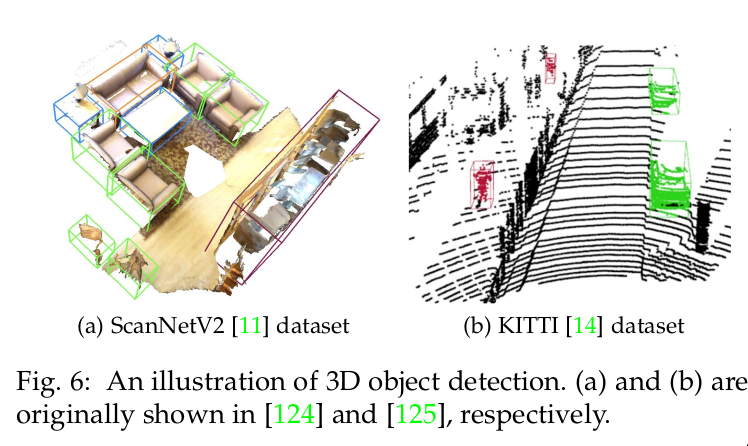 (a) ScanNetV2 [11] dataset
(b) KITTI [14] dataset
Fig. 6: An illustration of 3D object detection. (a) and (b) are
originally shown in [124] and [125], respectively.